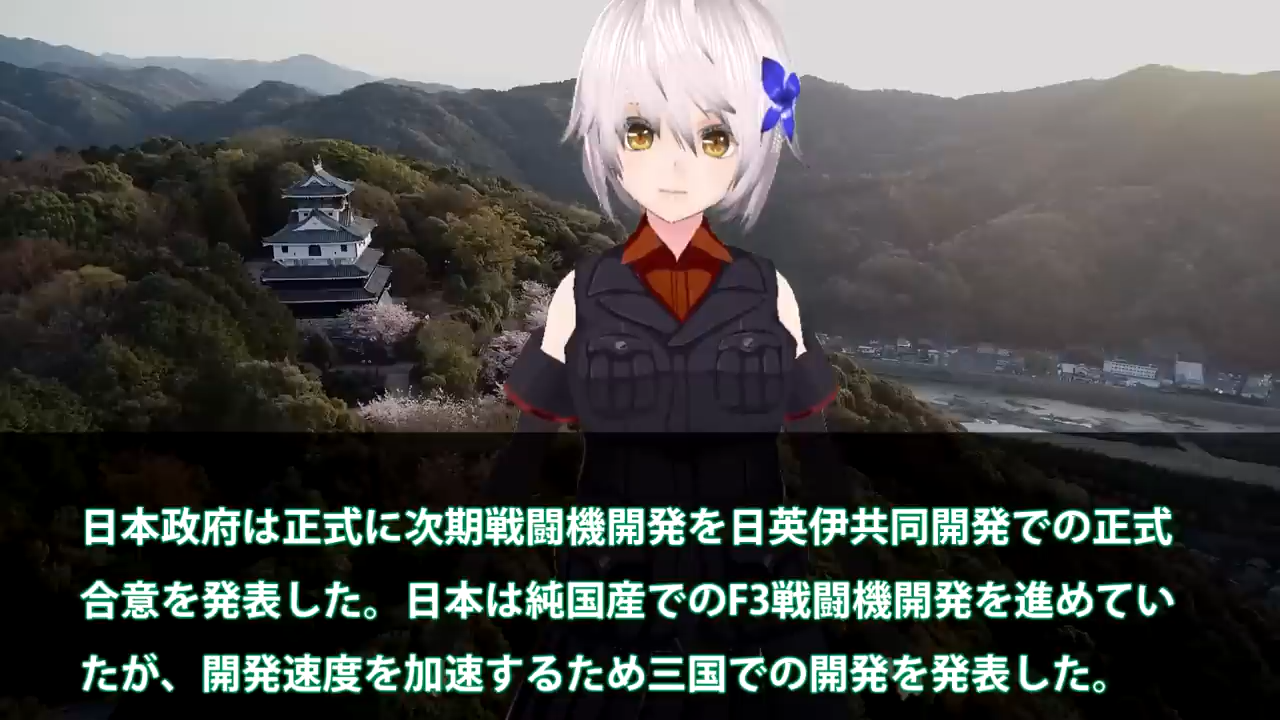 日本政府は正式に次期戦闘機開発を日英伊共同開発での正式
合意を発表した。日本は純国産でのF3戦闘機開発を進めてい
たが、開発速度を加速するため三国での開発を発表した。